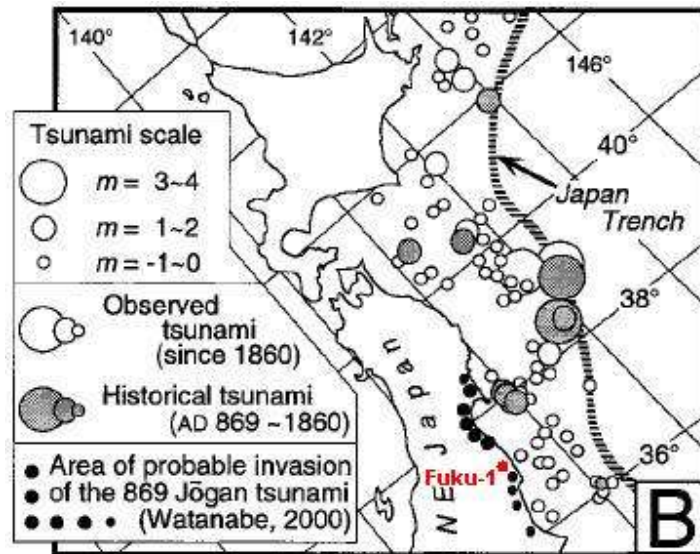 140°
142°
146°
40°
Japan
Trench
38°
36°
Tsunami scale
m = 3~4
m = 1~2
m = -1~0
Observed
tsunami
(since 1860)
Historical tsunami
(AD 869 ~1860)
Area of probable invasion
of the 869 Jōgan tsunami
(Watanabe, 2000)
NE Japan
Fuku-1
B